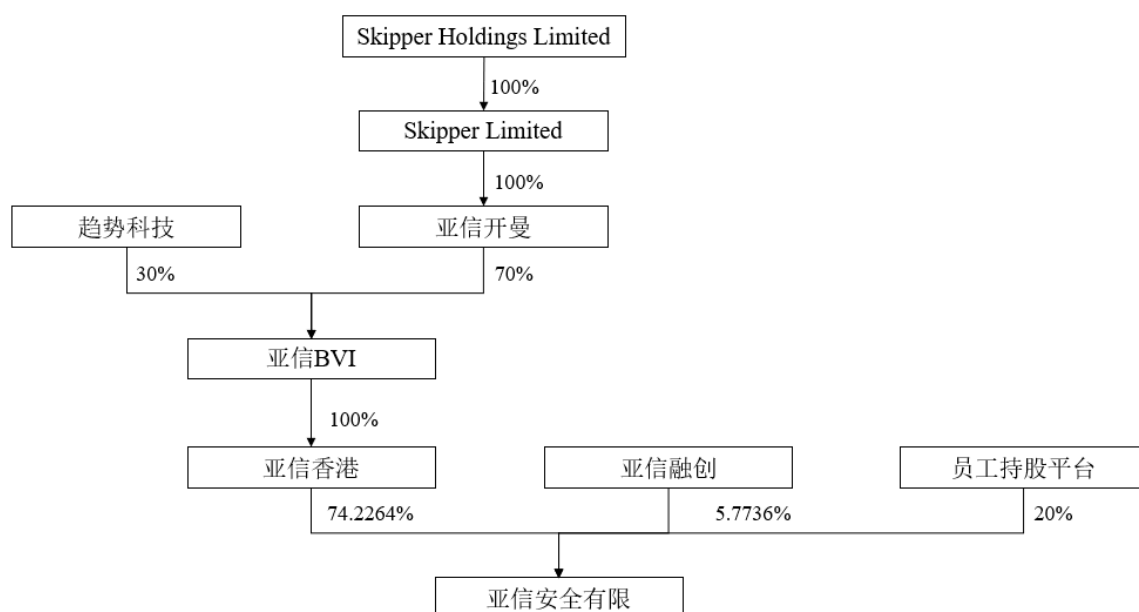 Skipper Holdings Limited
100%
Skipper Limited
100%
趋势科技
亚信开曼
30%
70%
亚信BVI
100%
亚信香港
亚信融创
员工持股平台
74.2264%
5.7736%
20%
亚信安全有限